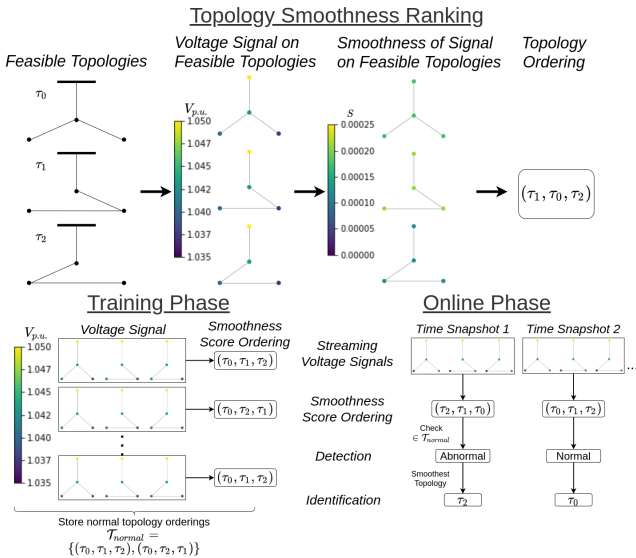 Topology Smoothness Ranking
Feasible Topologies
Voltage Signal on
Feasible Topologies
Smoothness of Signal
on Feasible Topologies
Topology
Ordering
τ0
τ1
τ2
Vp.u.
1.050
1.047
1.045
1.042
1.040
1.037
1.035
S
0.00025
0.00020
0.00015
0.00010
0.00005
0.00000
(τ1, τ0, τ2)
Training Phase
Vp.u.
1.050
1.047
1.045
1.042
1.040
1.037
1.035
Voltage Signal
Smoothness
Score Ordering
(τ0, τ1, τ2)
(τ0, τ2, τ1)
(τ0, τ1, τ2)
Store normal topology orderings
𝒯normal =
{(τ0, τ1, τ2), (τ0, τ2, τ1)}
Online Phase
Streaming
Voltage Signals
Time Snapshot 1
Time Snapshot 2
...
Smoothness
Score Ordering
(τ2, τ1, τ0)
(τ0, τ1, τ2)
Check
∈ 𝒯normal
Detection
Abnormal
Normal
Smoothest
Topology
Identification
τ2
τ0